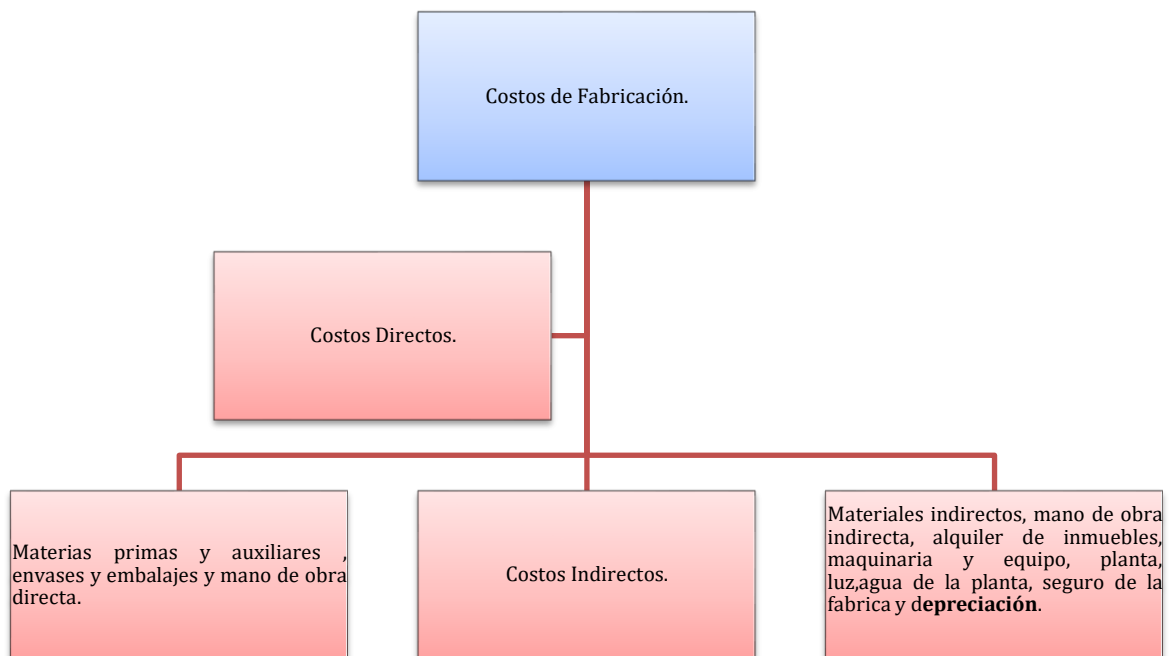 Costos de Fabricación.
Costos Directos.
Materias primas y auxiliares ,
envases y embalajes y mano de obra
directa.
Costos Indirectos.
Materiales indirectos, mano de obra
indirecta, alquiler de inmuebles,
maquinaria y equipo, planta,
luz,agua de la planta, seguro de la
fabrica y depreciación.